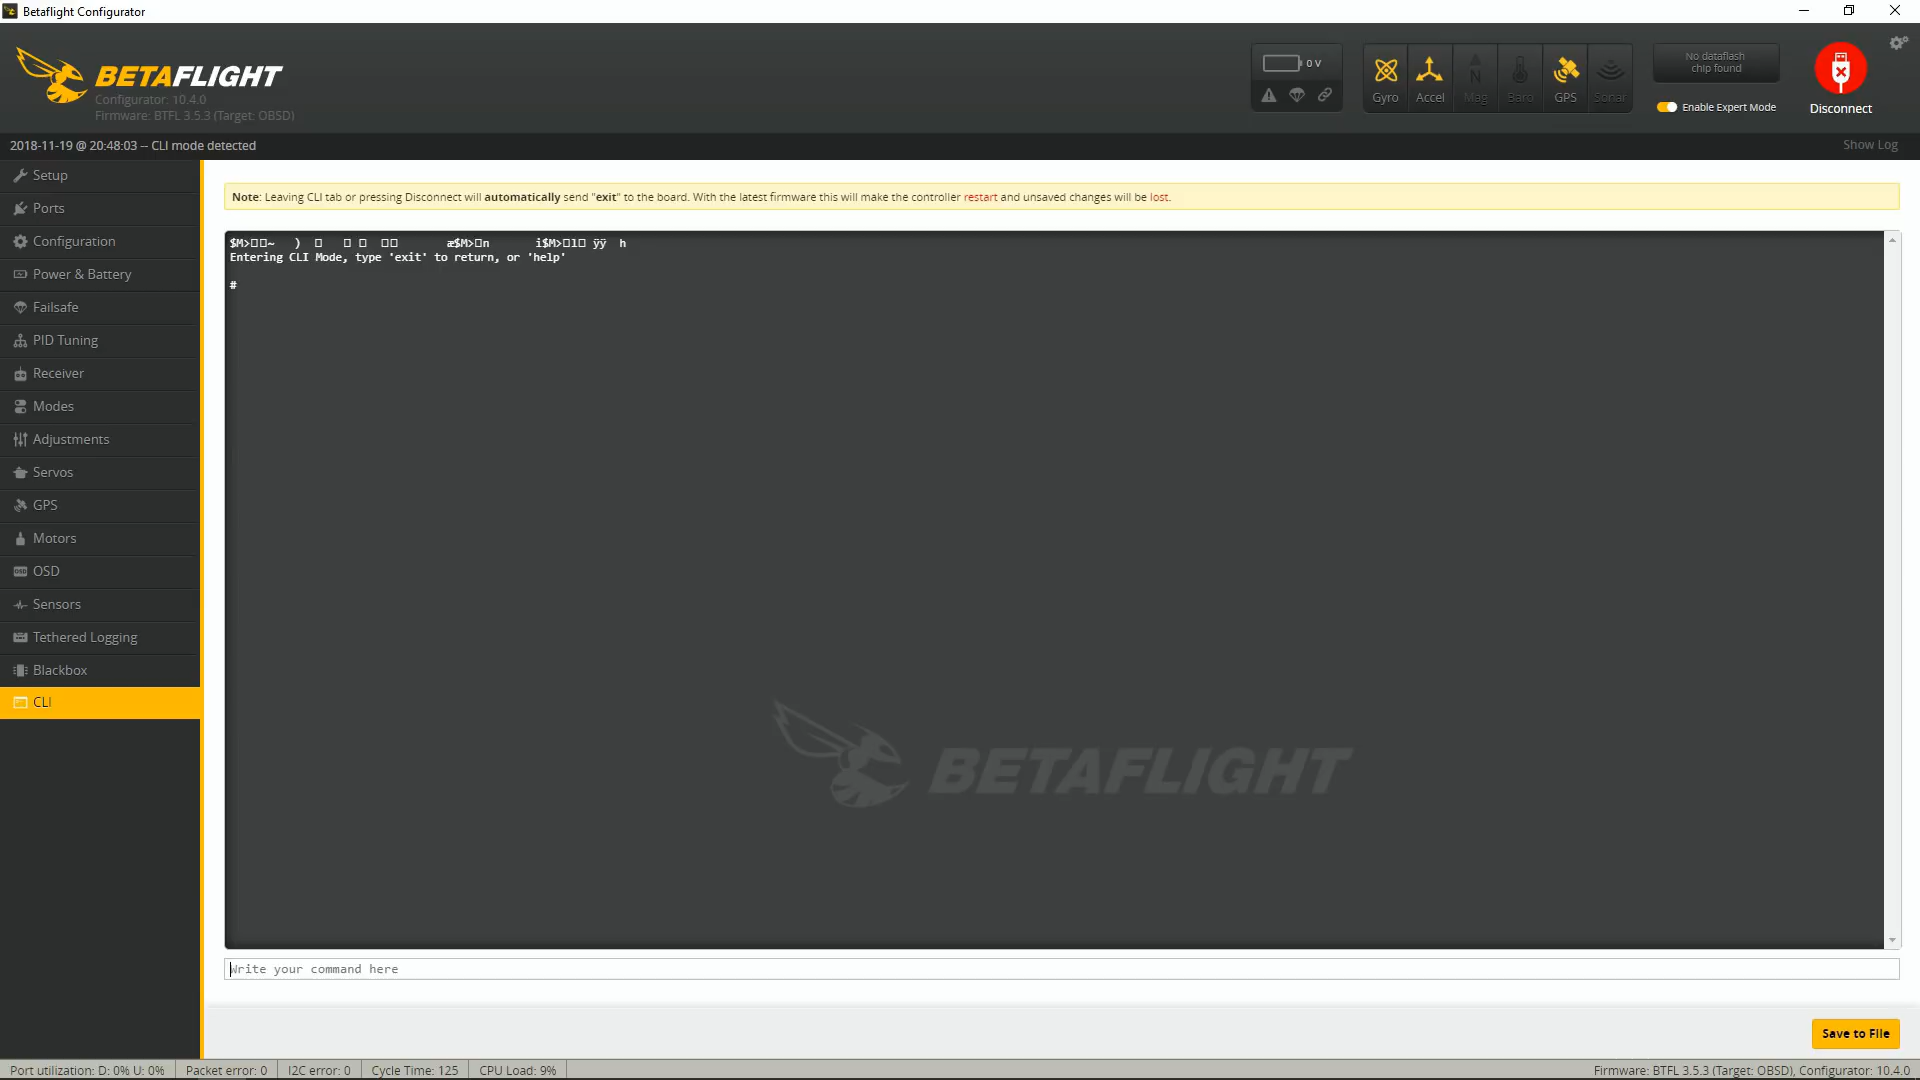 Betaflight Configurator
BETAFLIGHT
Configurator: 10.4.0
Firmware: BTFL 3.5.3 (Target: OBSD)
0 V
Gyro
Accel
Mag
Baro
GPS
Sonar
No dataflash
chip found
Enable Expert Mode
Disconnect
2018-11-19 @ 20:48:03 -- CLI mode detected
Show Log
Setup
Ports
Configuration
Power & Battery
Failsafe
PID Tuning
Receiver
Modes
Adjustments
Servos
GPS
Motors
OSD
Sensors
Tethered Logging
Blackbox
CLI
Note: Leaving CLI tab or pressing Disconnect will automatically send "exit" to the board. With the latest firmware this will make the controller restart and unsaved changes will be lost.
$M>□□~ ) □ □ □ □□ æ$M>□n i$M>□l□ ÿÿ h
Entering CLI Mode, type 'exit' to return, or 'help'
#
BETAFLIGHT
Write your command here
Save to File
Port utilization: D: 0% U: 0%
Packet error: 0
I2C error: 0
Cycle Time: 125
CPU Load: 9%
Firmware: BTFL 3.5.3 (Target: OBSD), Configurator: 10.4.0